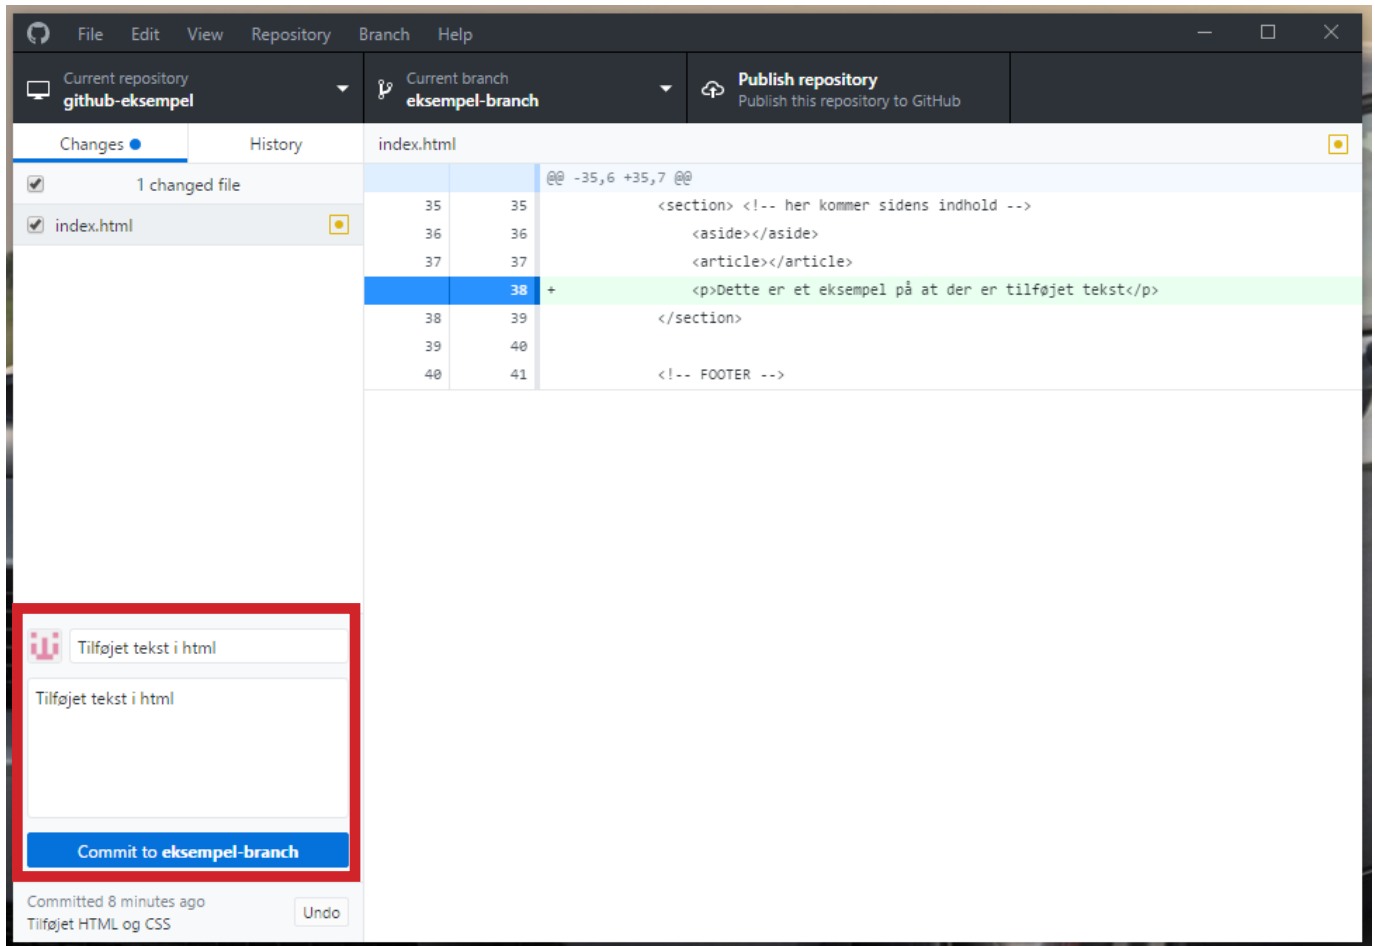 File Edit View Repository Branch Help
Current repository
github-eksempel
Current branch
eksempel-branch
Publish repository
Publish this repository to GitHub
Changes History
1 changed file
index.html
index.html
@@ -35,6 +35,7 @@
35 35 <section> <!-- her kommer sidens indhold -->
36 36 <aside></aside>
37 37 <article></article>
38 + <p>Dette er et eksempel på at der er tilføjet tekst</p>
38 39 </section>
39 40
40 41 <!-- FOOTER -->
Tilføjet tekst i html
Tilføjet tekst i html
Commit to eksempel-branch
Committed 8 minutes ago
Tilføjet HTML og CSS
Undo